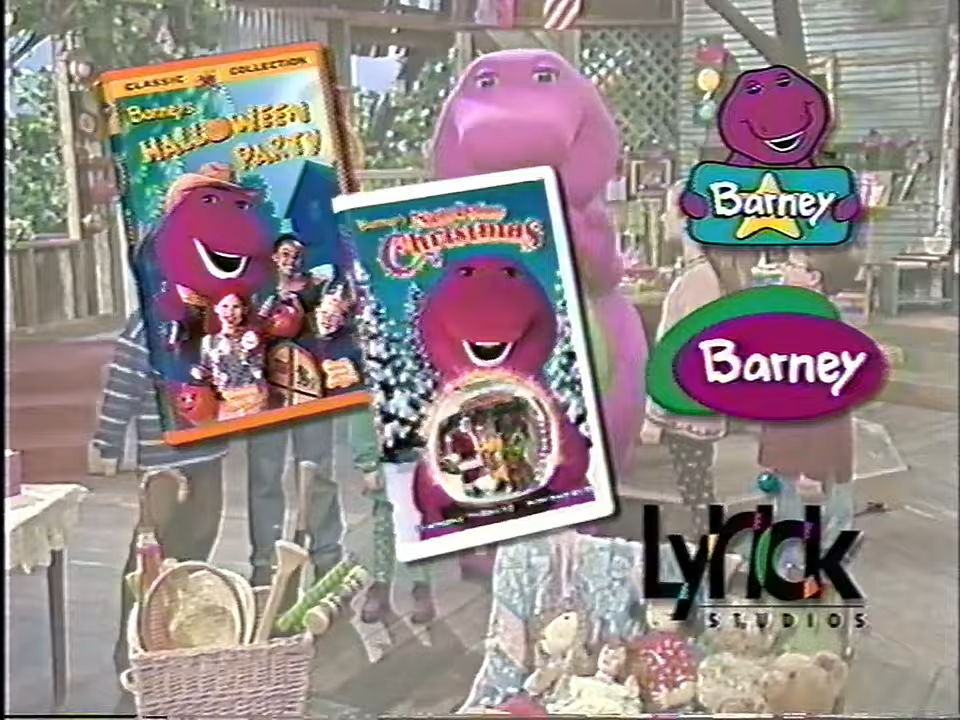 CLASSIC COLLECTION
Barney's
HALLOWEEN
PARTY
Christmas
Barney
Barney
Lyrick
STUDIOS